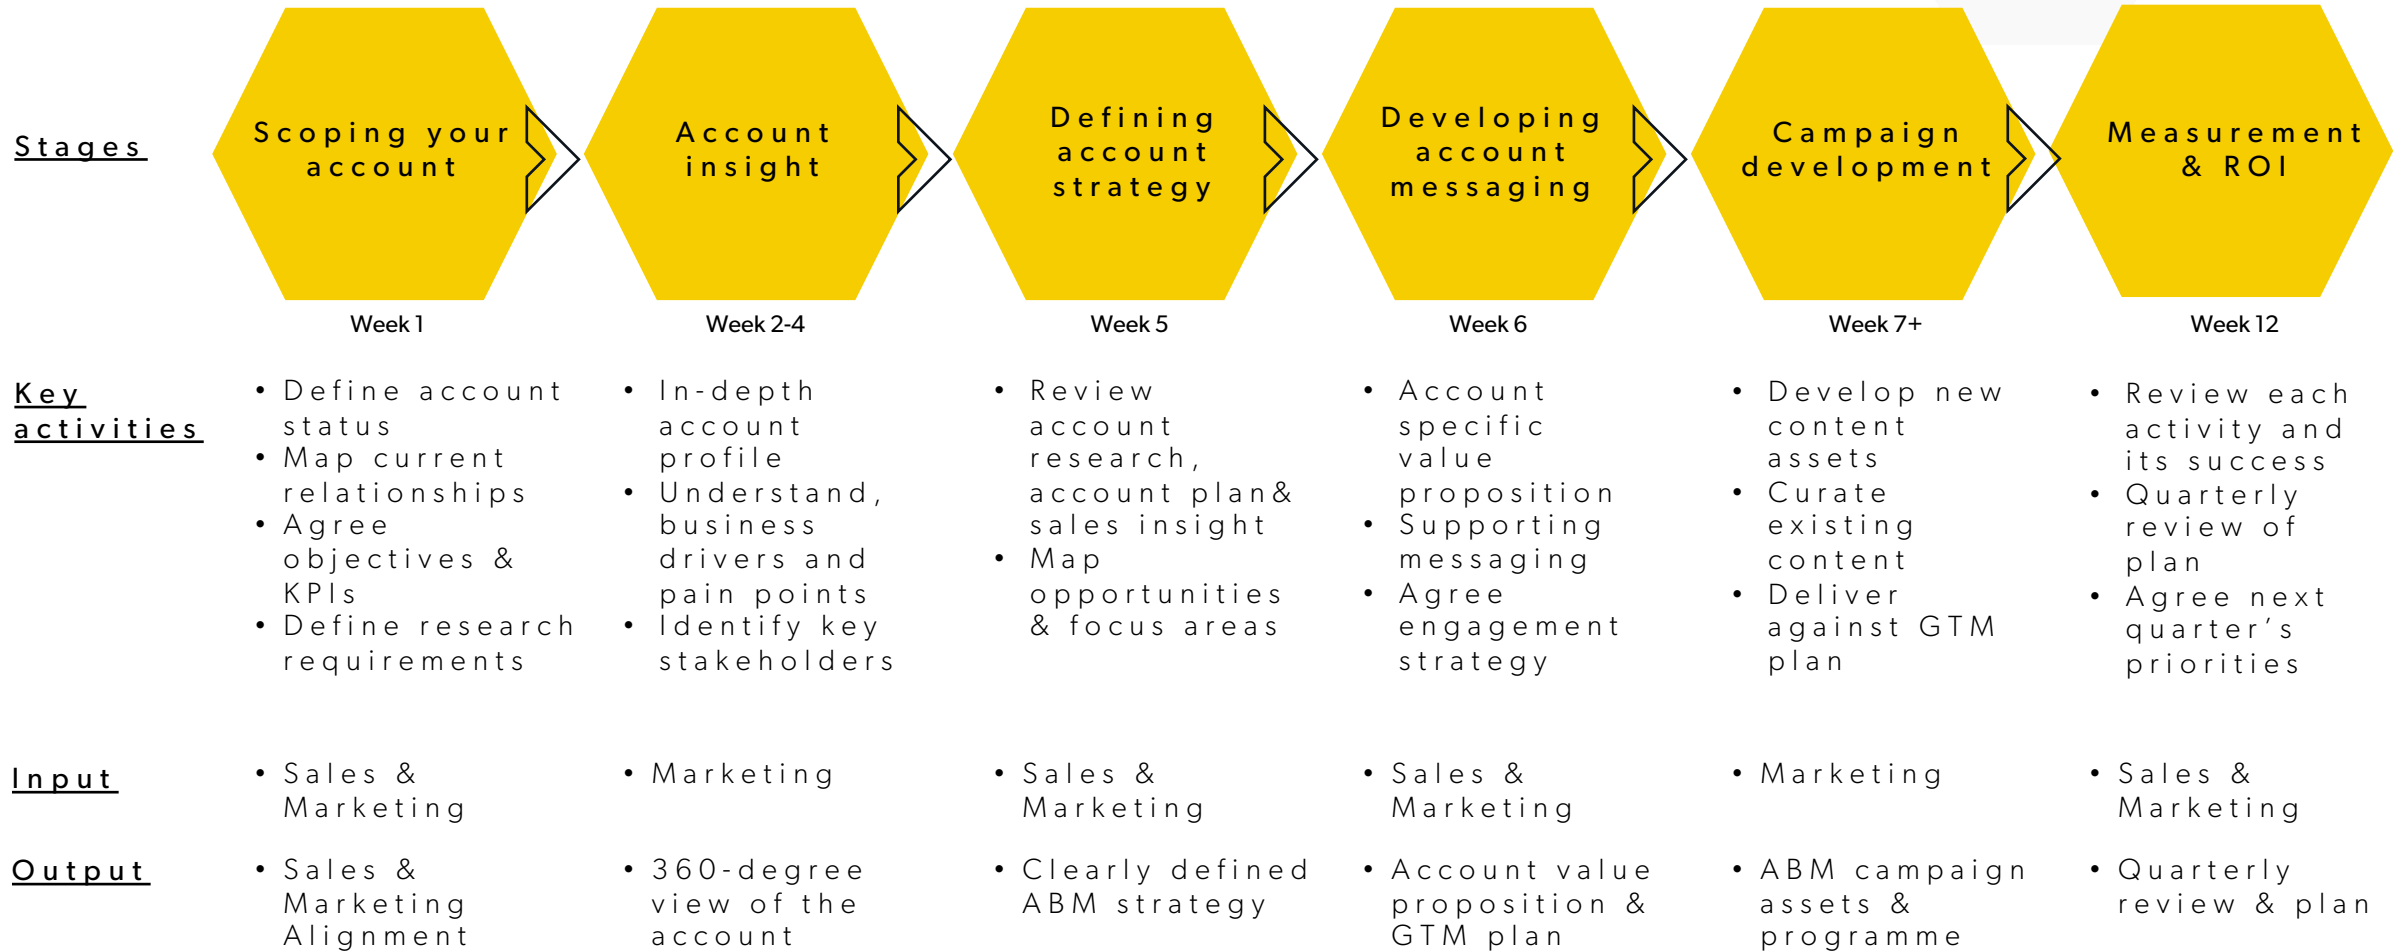 Stages
Scoping your
account
Account
insight
Defining
account
strategy
Developing
account
messaging
Campaign
development
Measurement
& ROI
Week 1
Week 2-4
Week 5
Week 6
Week 7+
Week 12
Key
activities
• Define account
status
• Map current
relationships
• Agree
objectives &
KPIs
• Define research
requirements
• In-depth
account
profile
• Understand,
business
drivers and
pain points
• Identify key
stakeholders
• Review
account
research,
account plan&
sales insight
• Map
opportunities
& focus areas
• Account
specific
value
proposition
• Supporting
messaging
• Agree
engagement
strategy
• Develop new
content
assets
• Curate
existing
content
• Deliver
against GTM
plan
• Review each
activity and
its success
• Quarterly
review of
plan
• Agree next
quarter's
priorities
Input
• Sales &
Marketing
• Marketing
• Sales &
Marketing
• Sales &
Marketing
• Marketing
• Sales &
Marketing
Output
• Sales &
Marketing
Alignment
• 360-degree
view of the
account
• Clearly defined
ABM strategy
• Account value
proposition &
GTM plan
• ABM campaign
assets &
programme
• Quarterly
review & plan